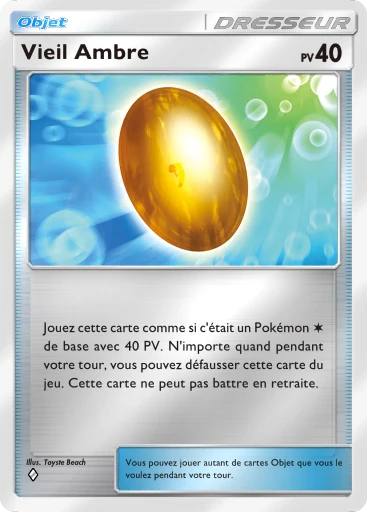 Objet
DRESSEUR
Vieil Ambre
PV40
Jouez cette carte comme si c'était un Pokémon
de base avec 40 PV. N'importe quand pendant
votre tour, vous pouvez défausser cette carte du
jeu. Cette carte ne peut pas battre en retraite.
Illus. Toyste Beach
Vous pouvez jouer autant de cartes Objet que vous le
voulez pendant votre tour.